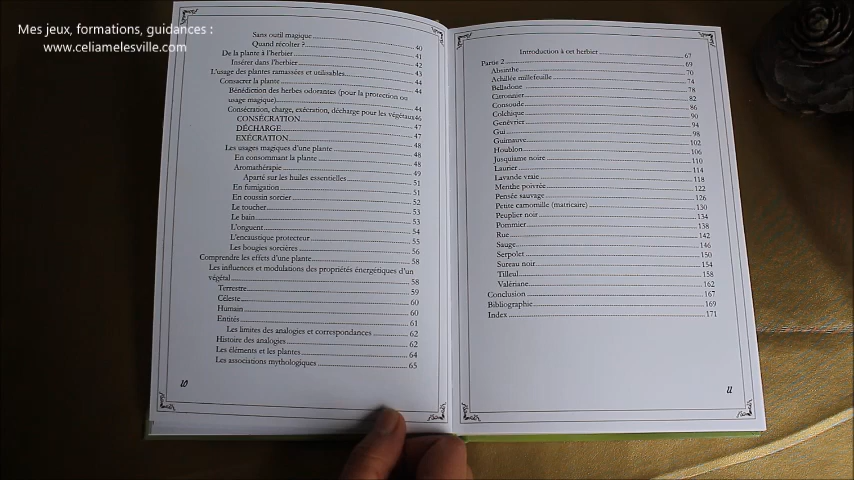 Mes jeux, formations, guidances :
www.celiamelesville.com
Sans outil magique 40
Quand récolter ? 41
De la plante à l'herbier 42
Insérer dans l'herbier 43
L'usage des plantes ramassées et utilisables 44
Consacrer la plante 44
Bénédiction des herbes odorantes (pour la protection ou
usage magique) 44
Consécration, charge, exécration, décharge pour les végétaux 46
CONSÉCRATION 47
DÉCHARGE 47
EXÉCRATION 48
Les usages magiques d'une plante 48
En consommant la plante 48
Aromathérapie 49
Aparté sur les huiles essentielles 51
En fumigation 51
En coussin sorcier 52
Le toucher 53
Le bain 53
L'onguent 54
L'encaustique protecteur 55
Les bougies sorcières 56
Comprendre les effets d'une plante 58
Les influences et modulations des propriétés énergétiques d'un
végétal 58
Terrestre 59
Céleste 60
Humain 60
Entités 61
Les limites des analogies et correspondances 62
Histoire des analogies 62
Les éléments et les plantes 64
Les associations mythologiques 65
10
Introduction à cet herbier 67
Partie 2 69
Absinthe 70
Achillée millefeuille 74
Belladone 78
Citronnier 82
Consoude 86
Colchique 90
Genévrier 94
Gui 98
Guimauve 102
Houblon 106
Jusquiame noire 110
Laurier 114
Lavande vraie 118
Menthe poivrée 122
Pensée sauvage 126
Petite camomille (matricaire) 130
Peuplier noir 134
Pommier 138
Rue 142
Sauge 146
Serpolet 150
Sureau noir 154
Tilleul 158
Valériane 162
Conclusion 167
Bibliographie 169
Index 171
11